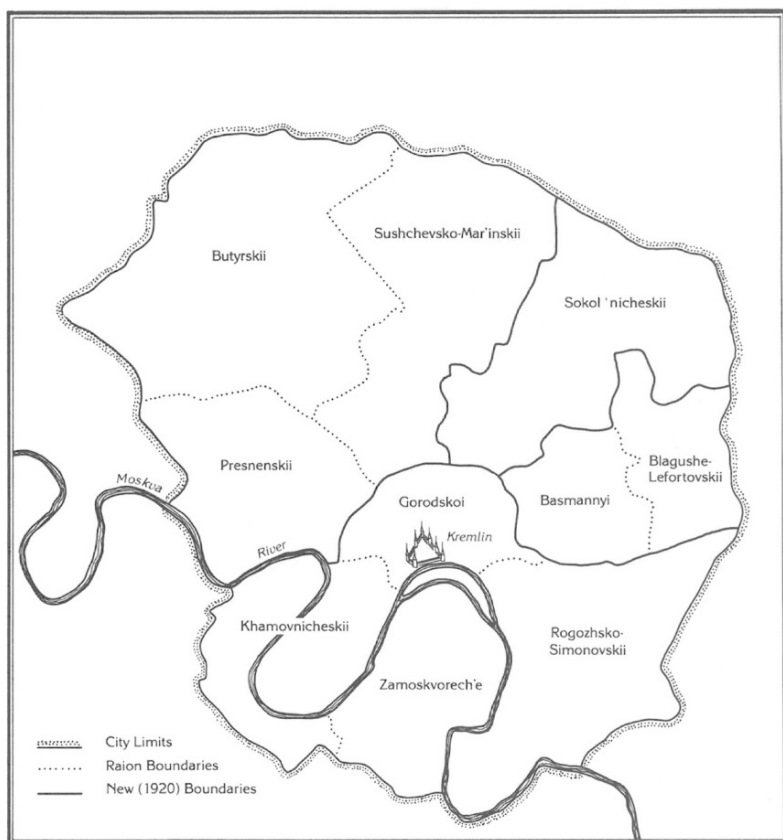 Butyrskii
Sushchevsko-Mar'inskii
Sokol 'nicheskii
Presnenskii
Moskva
River
Gorodskoi
Kremlin
Basmannyi
Blagushe-
Lefortovskii
Khamovnicheskii
Zamoskvorech'e
Rogozhsko-
Simonovskii
City Limits
Raion Boundaries
New (1920) Boundaries